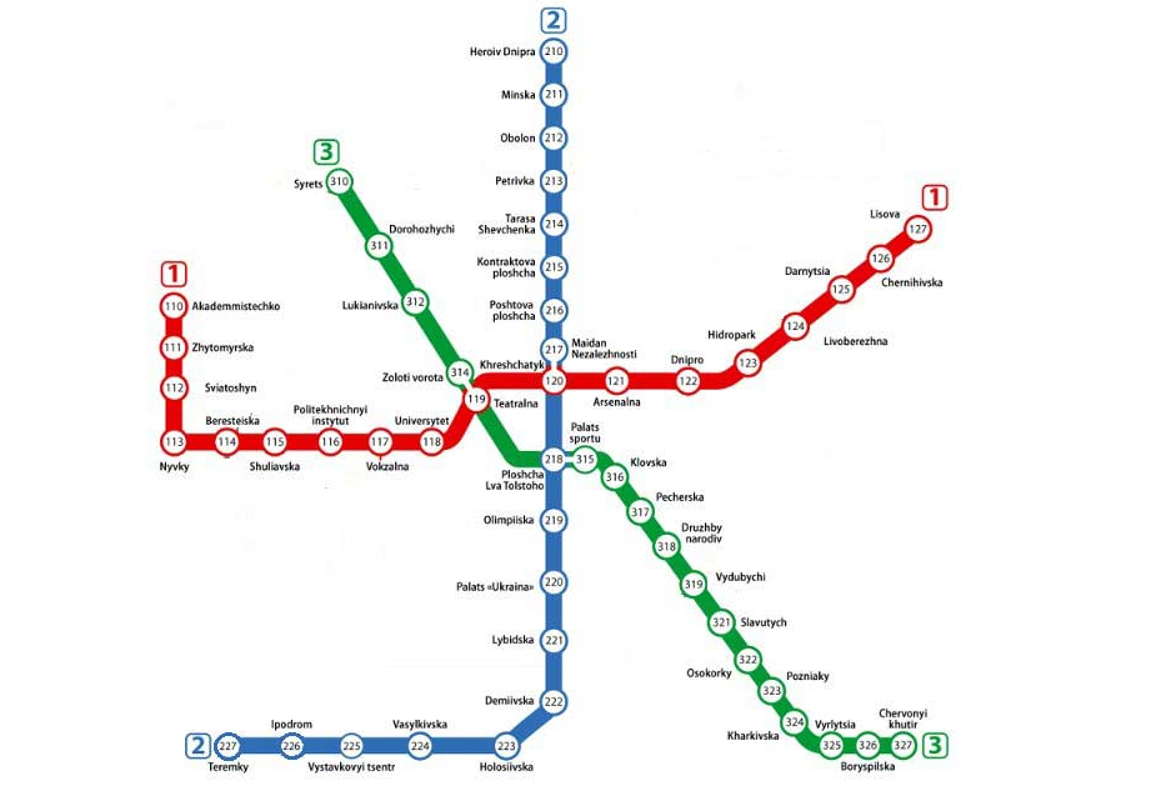 2
Heroiv Dnipra
210
Minska
211
Obolon
212
Petrivka
213
Tarasa
Shevchenka
214
Kontraktova
ploshcha
215
Poshtova
ploshcha
216
217
Maidan
Nezalezhnosti
3
Syrets
310
Dorohozhychi
311
Lukianivska
312
Zoloti vorota
314
1
110
Akademmistechko
111
Zhytomyrska
112
Sviatoshyn
113
Nyvky
Beresteiska
114
115
Shuliavska
Politekhnichnyi
instytut
116
117
Vokzalna
Universytet
118
119
Teatralna
Khreshchatyk
120
121
Arsenalna
Dnipro
122
Hidropark
123
124
Livoberezhna
Darnytsia
125
126
Chernihivska
Lisova
127
1
218
Ploshcha
Lva Tolstoho
Palats
sportu
315
Klovska
316
Pecherska
317
Druzhby
narodiv
318
Vydubychi
319
321
Slavutych
322
Osokorky
Pozniaky
323
324
Kharkivska
Vyrlytsia
325
326
Boryspilska
Chervonyi
khutir
327
3
Olimpiiska
219
Palats «Ukraina»
220
Lybidska
221
Demiivska
222
223
Holosiivska
Vasylkivska
224
225
Vystavkovyi tsentr
Ipodrom
226
227
Teremky
2